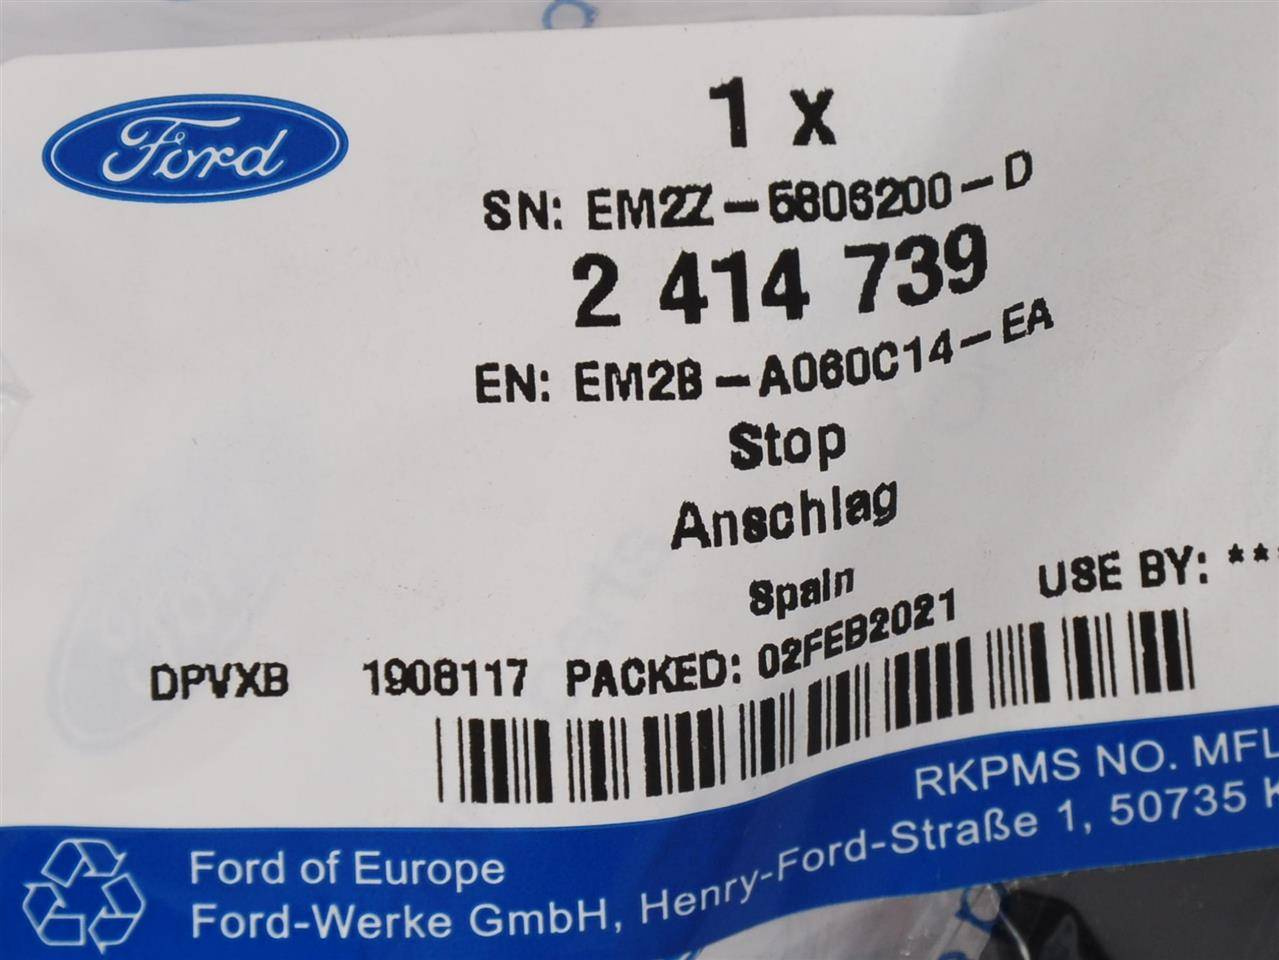 Ford
1 x
SN: EM2Z-5806200-D
2 414 739
EN: EM2B-A060C14-EA
Stop
Anschlag
Spain
USE BY: **
DPVXB 1908117 PACKED: 02FEB2021
RKPMS NO. MFL
Ford of Europe
Ford-Werke GmbH, Henry-Ford-Straße 1, 50735 K